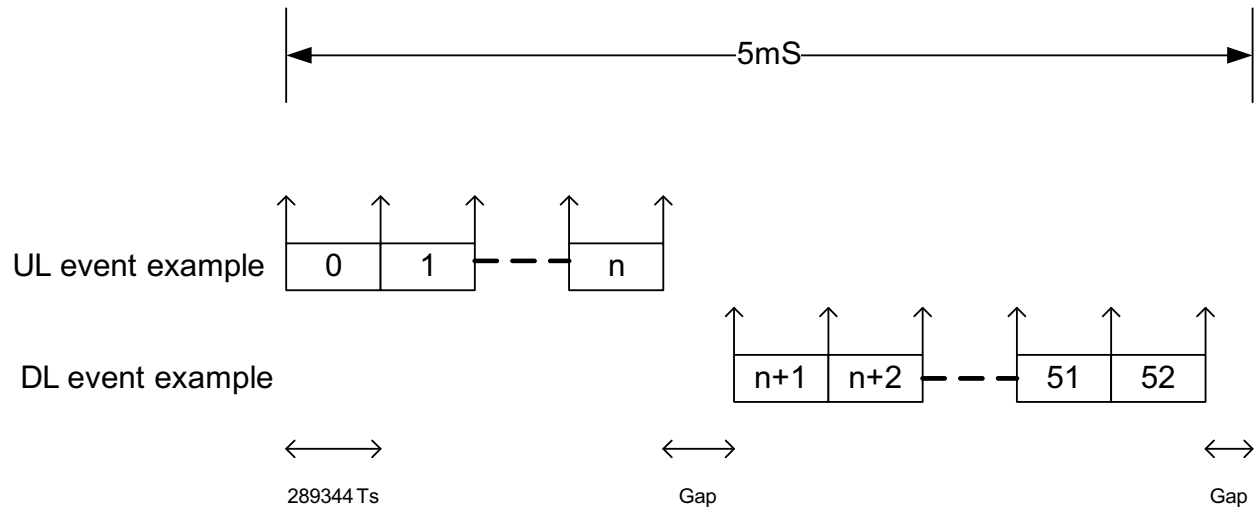 5mS
UL event example 0 1 n
DL event example n+1 n+2 51 52
289344 Ts Gap Gap